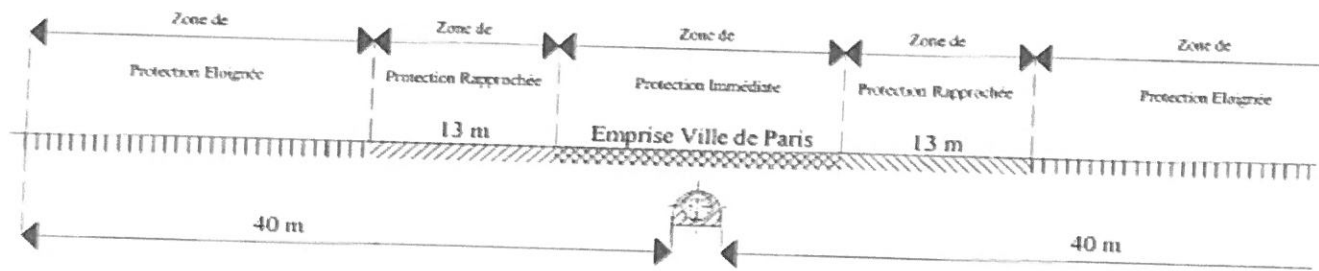 Zone de
Protection Eloignée
Zone de
Protection Rapprochée
Zone de
Protection Immédiate
Zone de
Protection Rapprochée
Zone de
Protection Eloignée
13 m
Emprise Ville de Paris
13 m
40 m
40 m